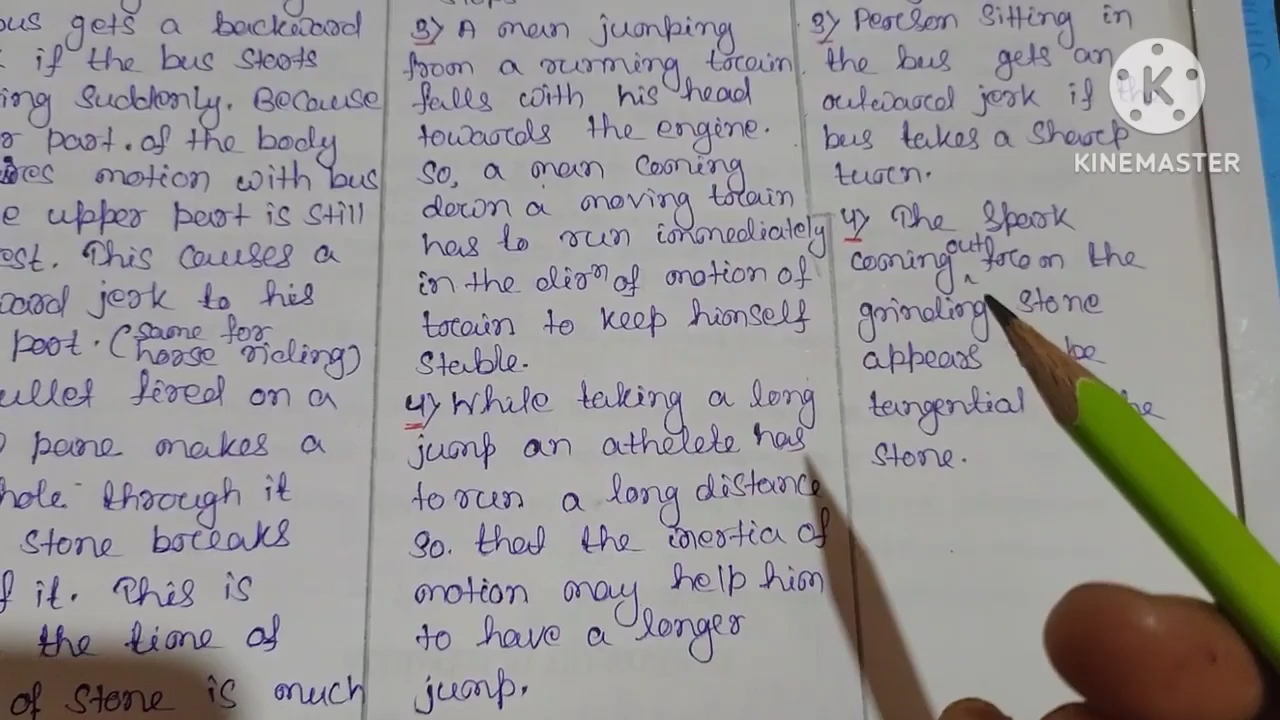 bus gets a backward
if the bus starts
ing suddenly. Because
r part of the body
motion with bus
e upper part is still
est. This causes a
ward jerk to his
poot. (same for
horse riding)
ullet fired on a
pane makes a
hole through it
stone breaks
f it. This is
the time of
of stone is much
3) A man jumping
from a running train
falls with his head
towards the engine.
So, a man coming
down a moving train
has to run immediately
in the dirⁿ of motion of
train to keep himself
stable.
4) While taking a long
jump an athelete has
to run a long distance
so that the inertia of
motion may help him
to have a longer
jump.
3) Person sitting in
the bus gets an
outward jerk if the
bus takes a sharp
turn.
4) The spark
coming out from the
grinding stone
appears be
tangential
stone.
KINEMASTER